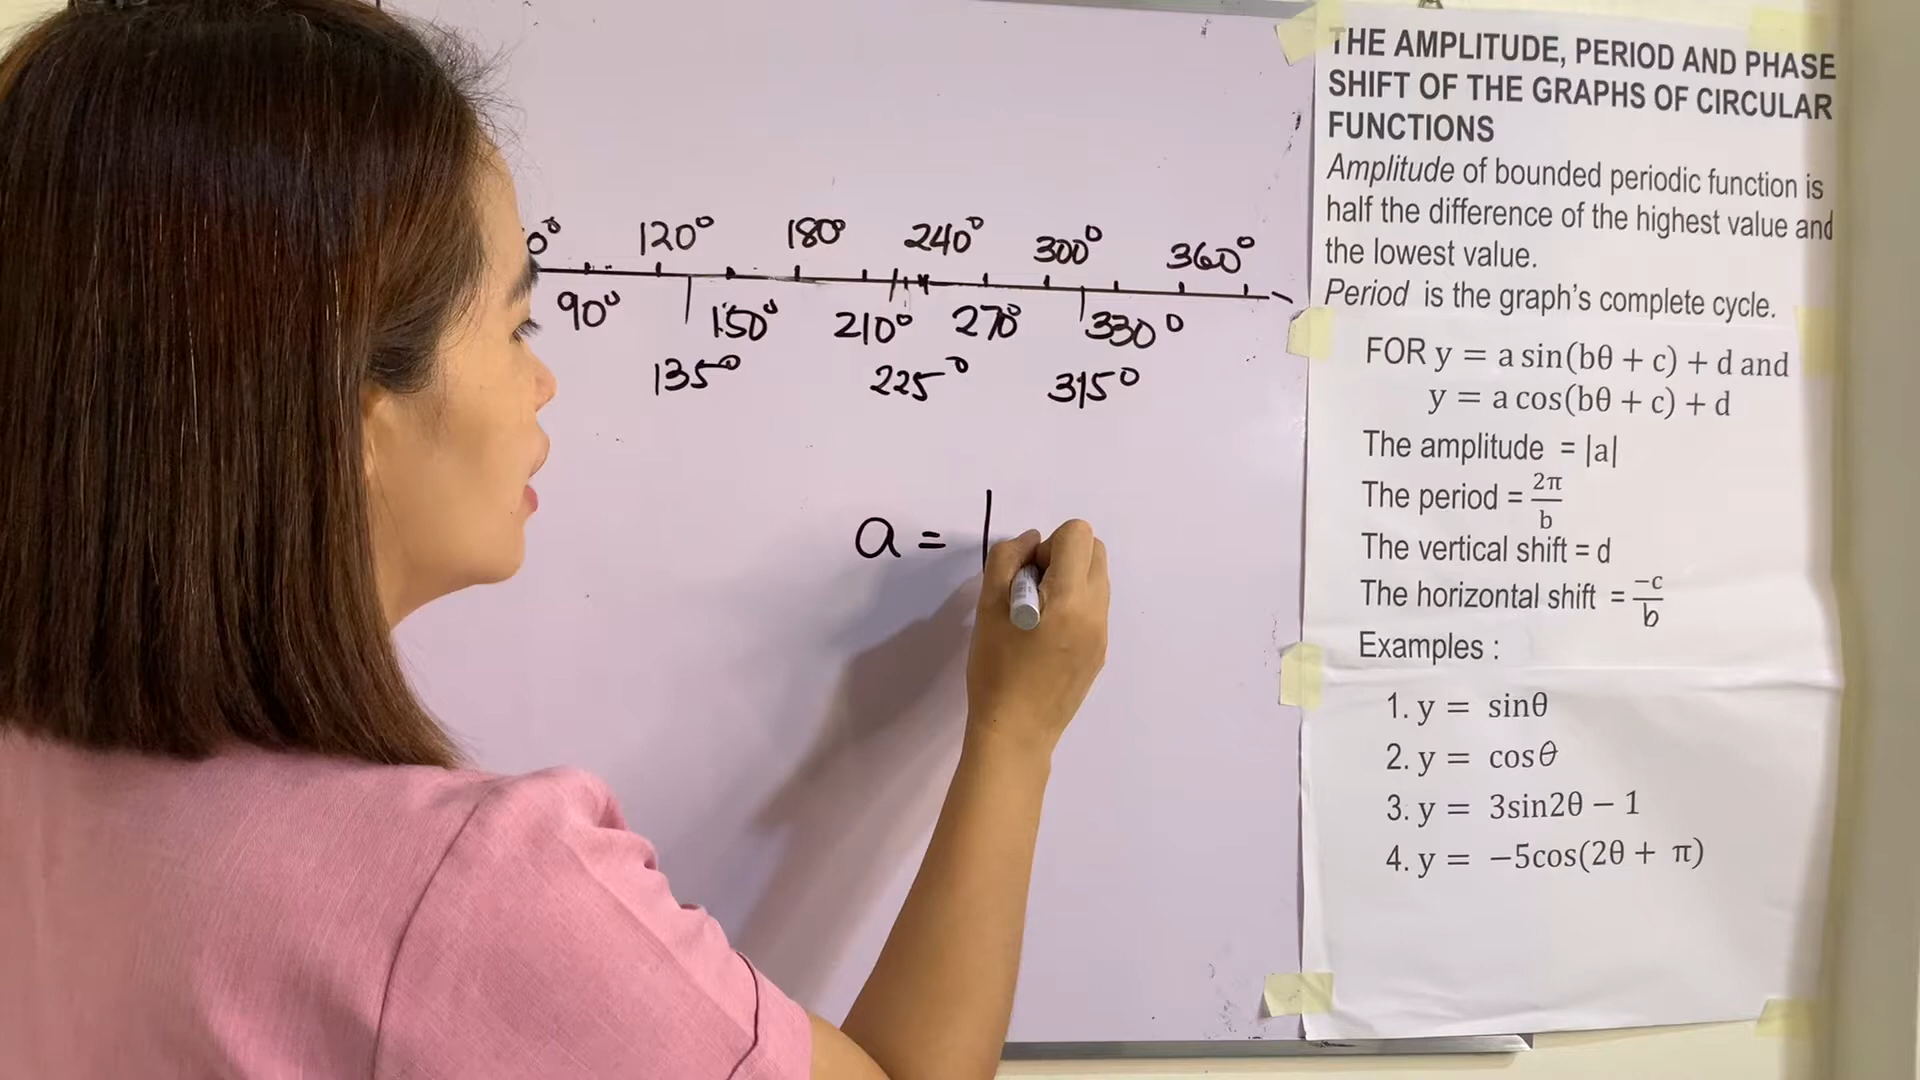 0° 120° 180° 240° 300° 360°
90° 150° 210° 270° 330°
135° 225° 315°
a = |
THE AMPLITUDE, PERIOD AND PHASE
SHIFT OF THE GRAPHS OF CIRCULAR
FUNCTIONS
Amplitude of bounded periodic function is
half the difference of the highest value and
the lowest value.
Period is the graph's complete cycle.
FOR y = a sin(bθ + c) + d and
y = a cos(bθ + c) + d
The amplitude = |a|
The period = 2π/b
The vertical shift = d
The horizontal shift = −c/b
Examples :
1. y = sinθ
2. y = cosθ
3. y = 3sin2θ − 1
4. y = −5cos(2θ + π)